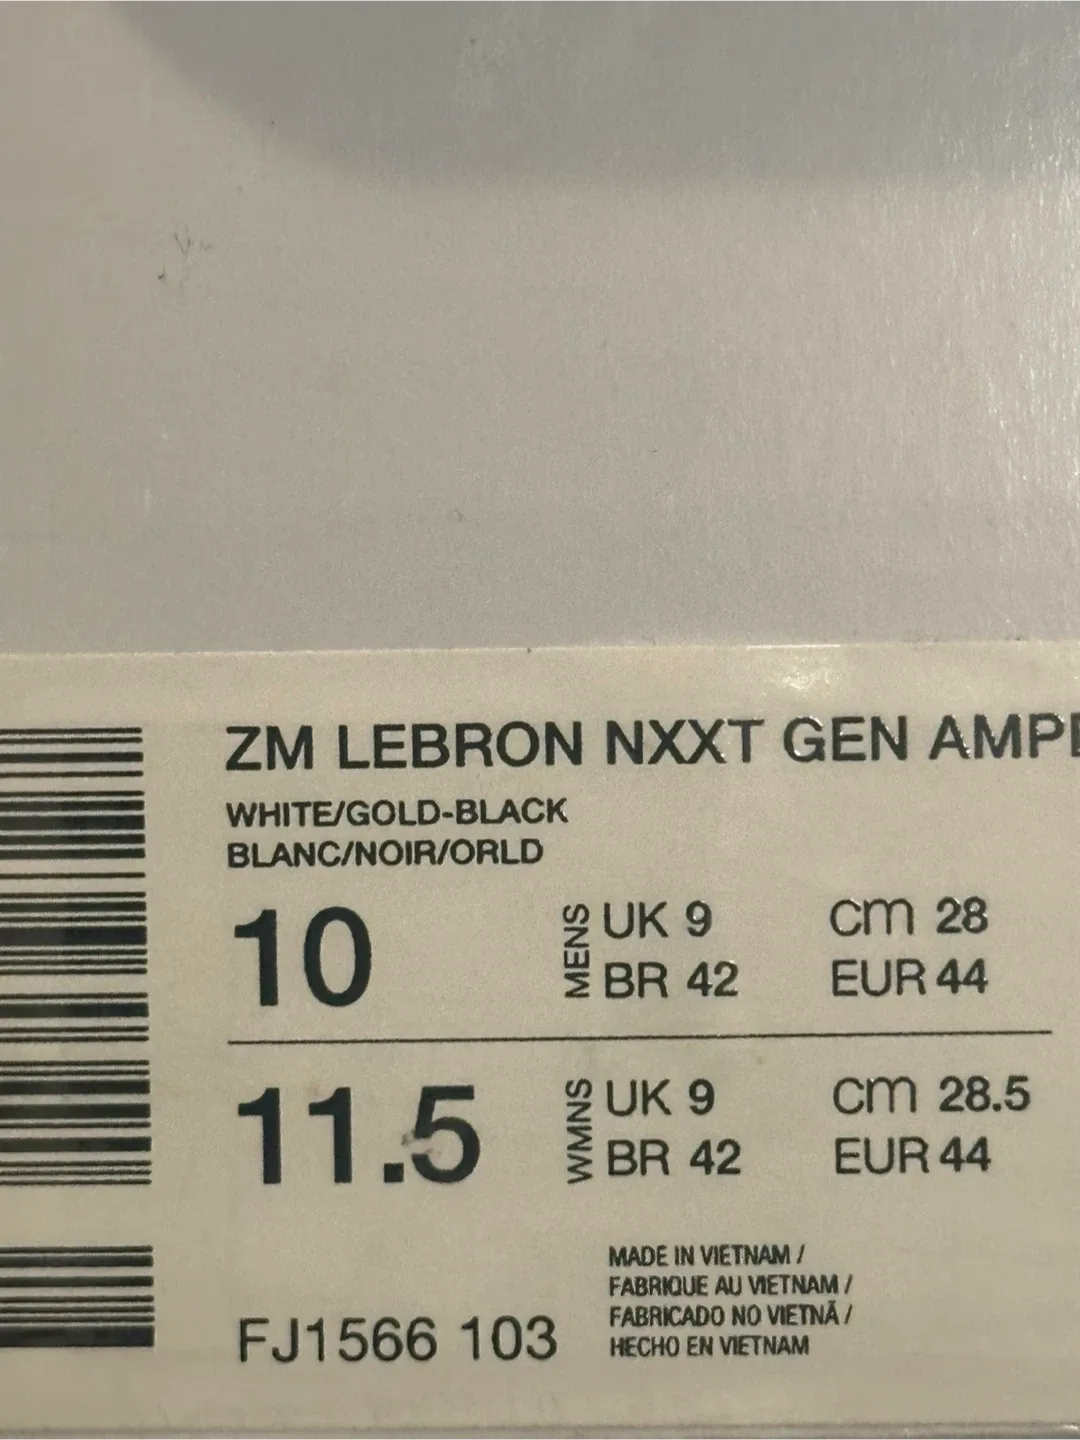 ZM LEBRON NXXT GEN
WHITE/GOLD-BLACK
BLANC/NOIR/ORLD
10 MENS UK 9 cm 28
BR 42 EUR 44
11.5 WMNS UK 9 cm 28.5
BR 42 EUR 44
MADE IN VIETNAM /
FABRIQUE AU VIETNAM /
FABRICADO NO VIETNÃ /
HECHO EN VIETNAM
FJ1566 103